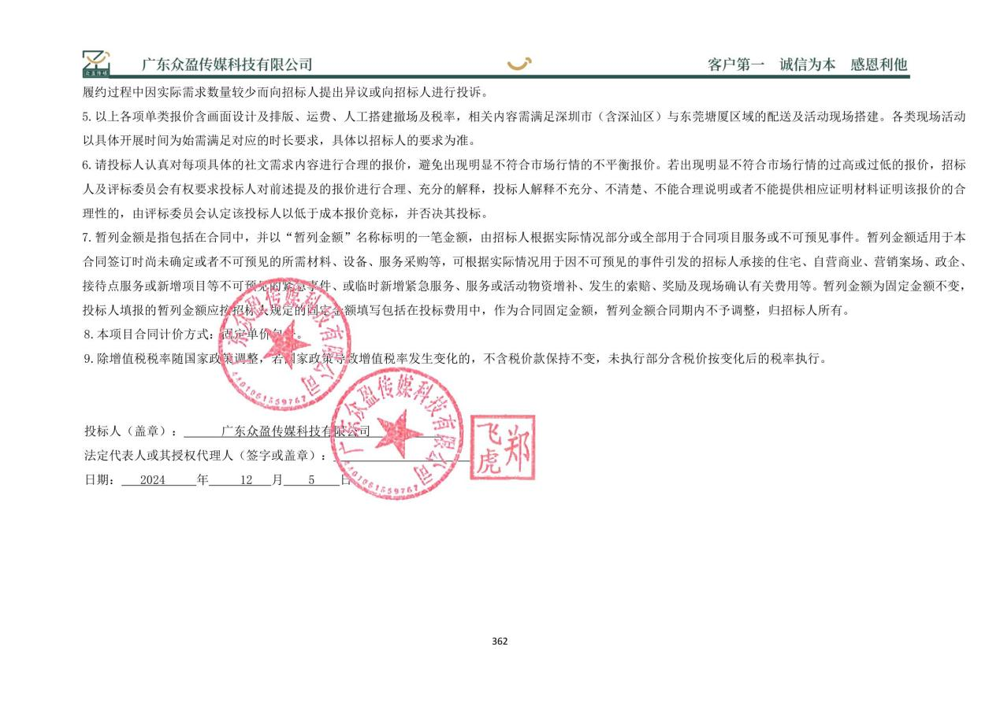 众盈传媒
广东众盈传媒科技有限公司
客户第一 诚信为本 感恩利他
履约过程中因实际需求数量较少而向招标人提出异议或向招标人进行投诉。
5.以上各项单类报价含画面设计及排版、运费、人工搭建撤场及税率，相关内容需满足深圳市（含深汕区）与东莞塘厦区域的配送及活动现场搭建。各类现场活动
以具体开展时间为始需满足对应的时长要求，具体以招标人的要求为准。
6.请投标人认真对每项具体的社文需求内容进行合理的报价，避免出现明显不符合市场行情的不平衡报价。若出现明显不符合市场行情的过高或过低的报价，招标
人及评标委员会有权要求投标人对前述提及的报价进行合理、充分的解释，投标人解释不充分、不清楚、不能合理说明或者不能提供相应证明材料证明该报价的合
理性的，由评标委员会认定该投标人以低于成本报价竞标，并否决其投标。
7.暂列金额是指包括在合同中，并以“暂列金额”名称标明的一笔金额，由招标人根据实际情况部分或全部用于合同项目服务或不可预见事件。暂列金额适用于本
合同签订时尚未确定或者不可预见的所需材料、设备、服务采购等，可根据实际情况用于因不可预见的事件引发的招标人承接的住宅、自营商业、营销案场、政企、
接待点服务或新增项目等不可预见的紧急事件、或临时新增紧急服务、服务或活动物资增补、发生的索赔、奖励及现场确认有关费用等。暂列金额为固定金额不变，
投标人填报的暂列金额应按招标人规定的固定金额填写包括在投标费用中，作为合同固定金额，暂列金额合同期内不予调整，归招标人所有。
8.本项目合同计价方式：固定单价包干。
9.除增值税税率随国家政策调整，若国家政策导致增值税率发生变化的，不含税价款保持不变，未执行部分含税价按变化后的税率执行。
广东众盈传媒科技有限公司
4401061559767
投标人（盖章）： 广东众盈传媒科技有限公司
法定代表人或其授权代理人（签字或盖章）：
日期： 2024 年 12 月 5 日
广东众盈传媒科技有限公司
4401061559767
郑飞虎
362